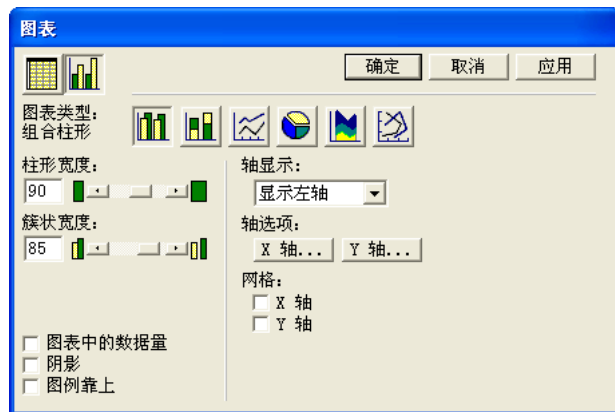 图表
确定 取消 应用
图表类型:
组合柱形
柱形宽度:
90
簇状宽度:
85
轴显示:
显示左轴
轴选项:
X 轴... Y 轴...
网格:
X 轴
Y 轴
图表中的数据量
阴影
图例靠上